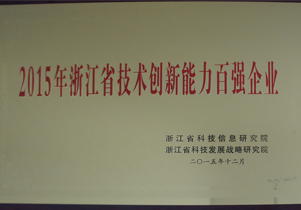 2015年浙江省技术创新能力百强企业
浙江省科技信息研究院
浙江省科技发展战略研究院
二〇一五年十二月